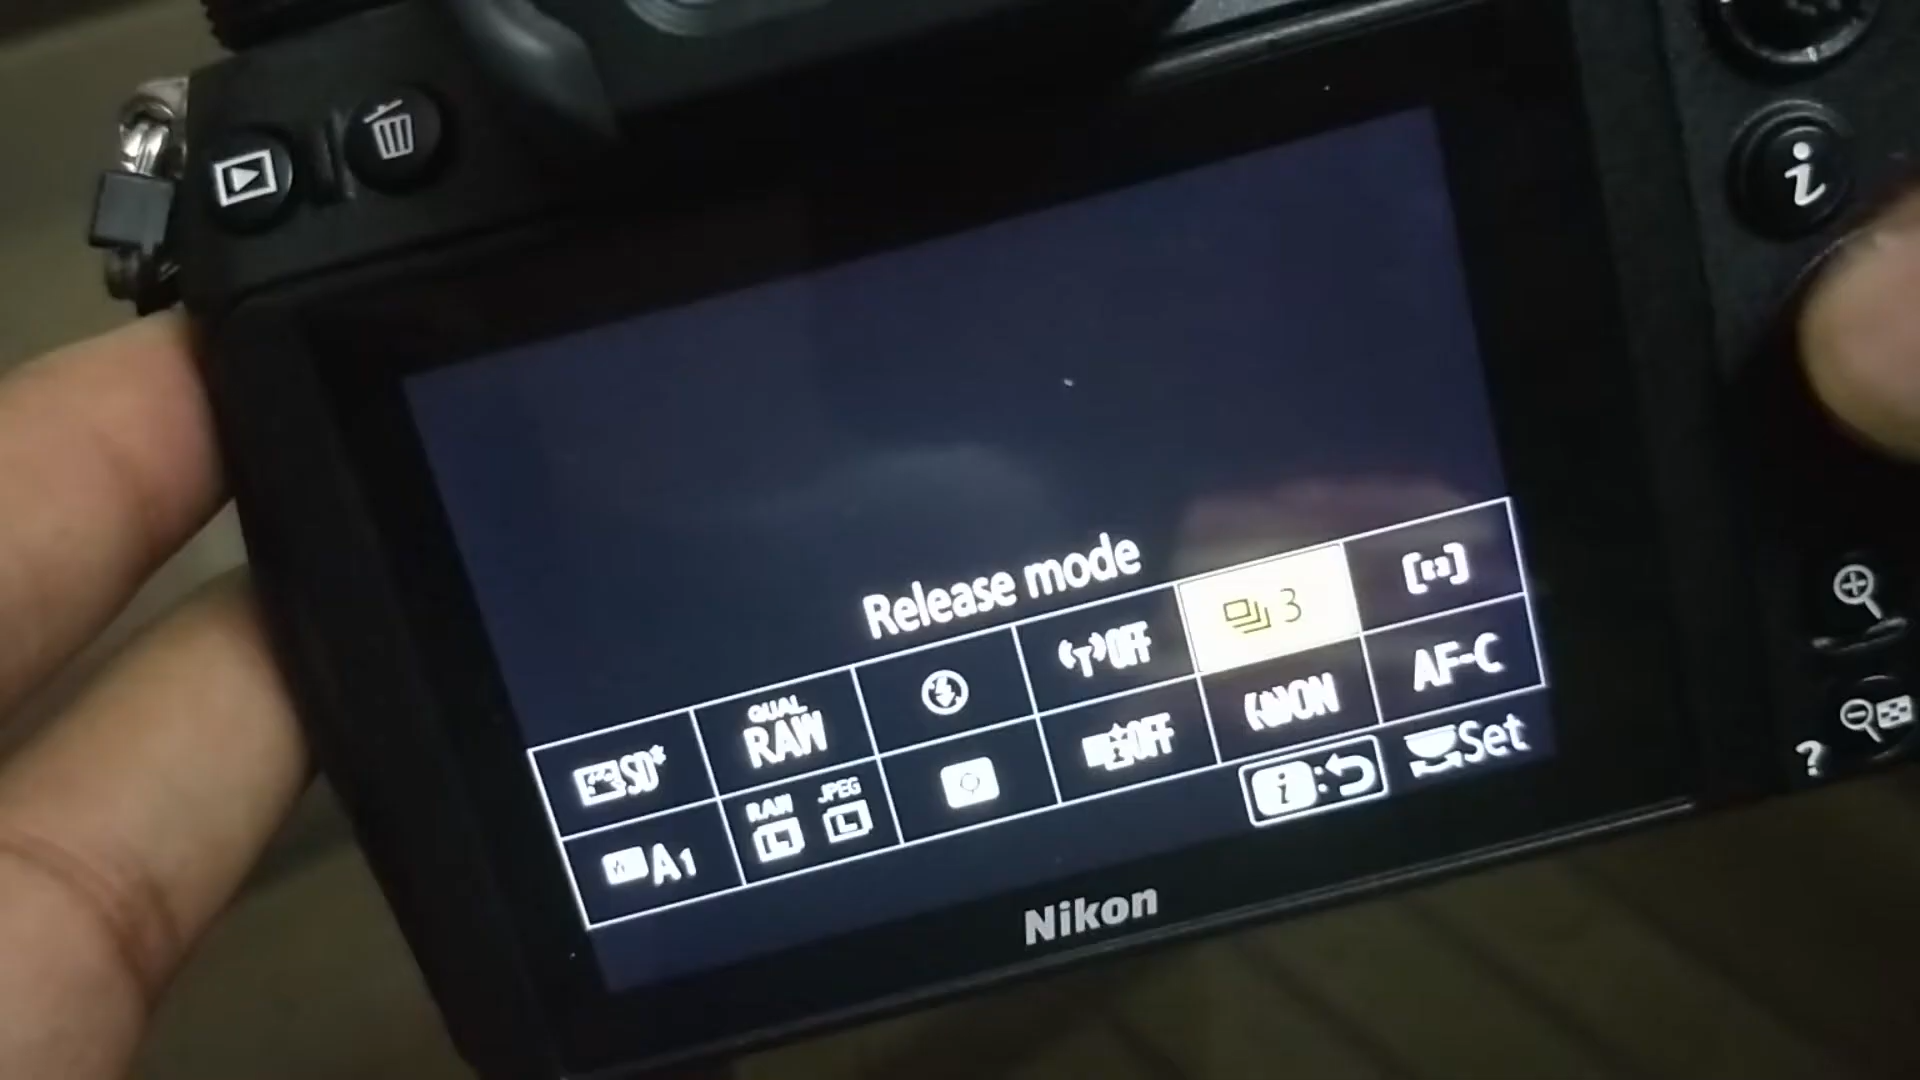 i
Release mode
SD* QUAL RAW OFF 3
A1 RAW L JPEG L OFF ON AF-C
i Set
?
Nikon